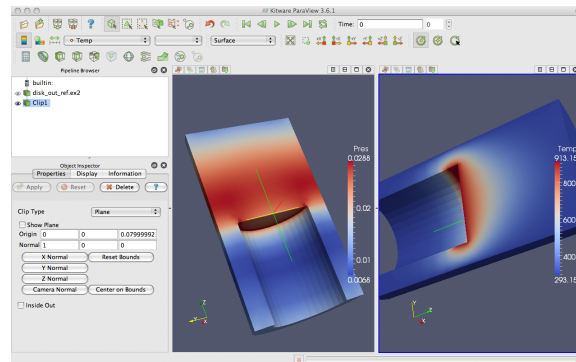 Kitware ParaView 3.6.1
Time: 0 0
Temp Surface
Pipeline Browser
builtin:
disk_out_ref.ex2
Clip1
Object Inspector
Properties Display Information
Apply Reset Delete ?
Clip Type Plane
Show Plane
Origin 0 0 0.07999992
Normal 1 0 0
X Normal Reset Bounds
Y Normal
Z Normal
Camera Normal Center on Bounds
Inside Out
Pres
0.0288
0.02
0.01
0.0068
Temp
913.15
800
600
400
293.15